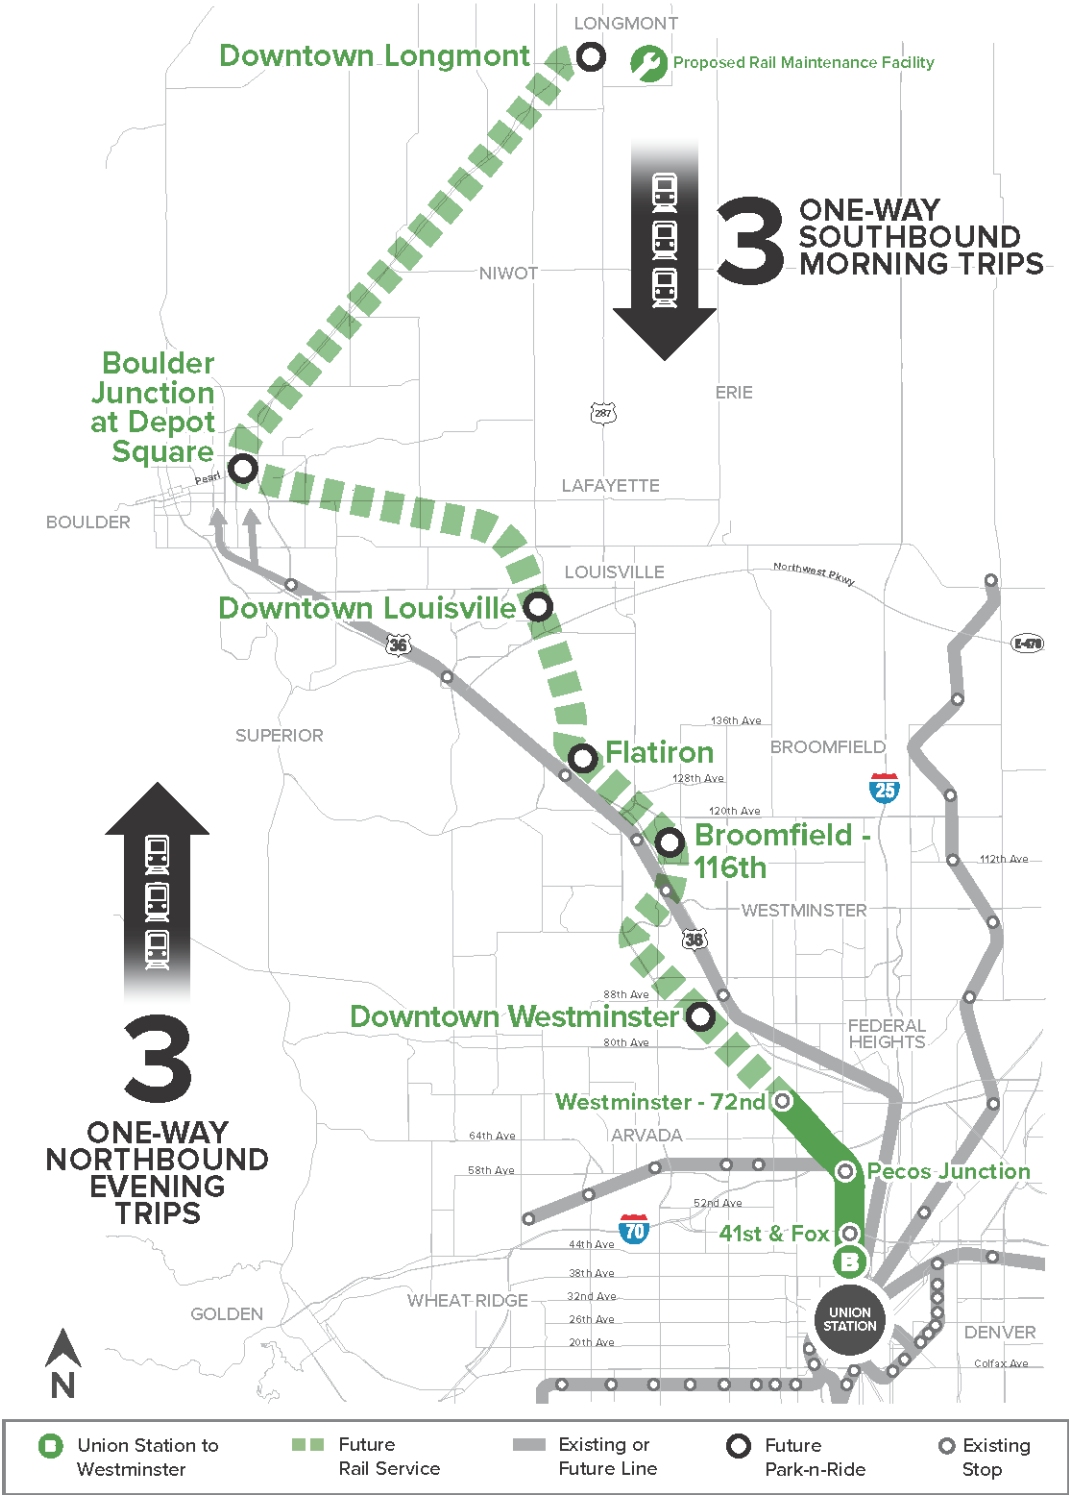 LONGMONT
Downtown Longmont
Proposed Rail Maintenance Facility
3
ONE-WAY
SOUTHBOUND
MORNING TRIPS
NIWOT
Boulder
Junction
at Depot
Square
ERIE
287
Pearl
LAFAYETTE
BOULDER
LOUISVILLE
Northwest Pkwy
Downtown Louisville
36
E-470
SUPERIOR
136th Ave
BROOMFIELD
Flatiron
128th Ave
25
120th Ave
Broomfield -
116th
112th Ave
WESTMINSTER
36
88th Ave
Downtown Westminster
FEDERAL
HEIGHTS
80th Ave
3
ONE-WAY
NORTHBOUND
EVENING
TRIPS
Westminster - 72nd
64th Ave
ARVADA
58th Ave
Pecos Junction
52nd Ave
70
41st & Fox
44th Ave
B
38th Ave
32nd Ave
WHEAT RIDGE
GOLDEN
26th Ave
UNION
STATION
20th Ave
DENVER
Colfax Ave
N
B
Union Station to
Westminster
Future
Rail Service
Existing or
Future Line
Future
Park-n-Ride
Existing
Stop